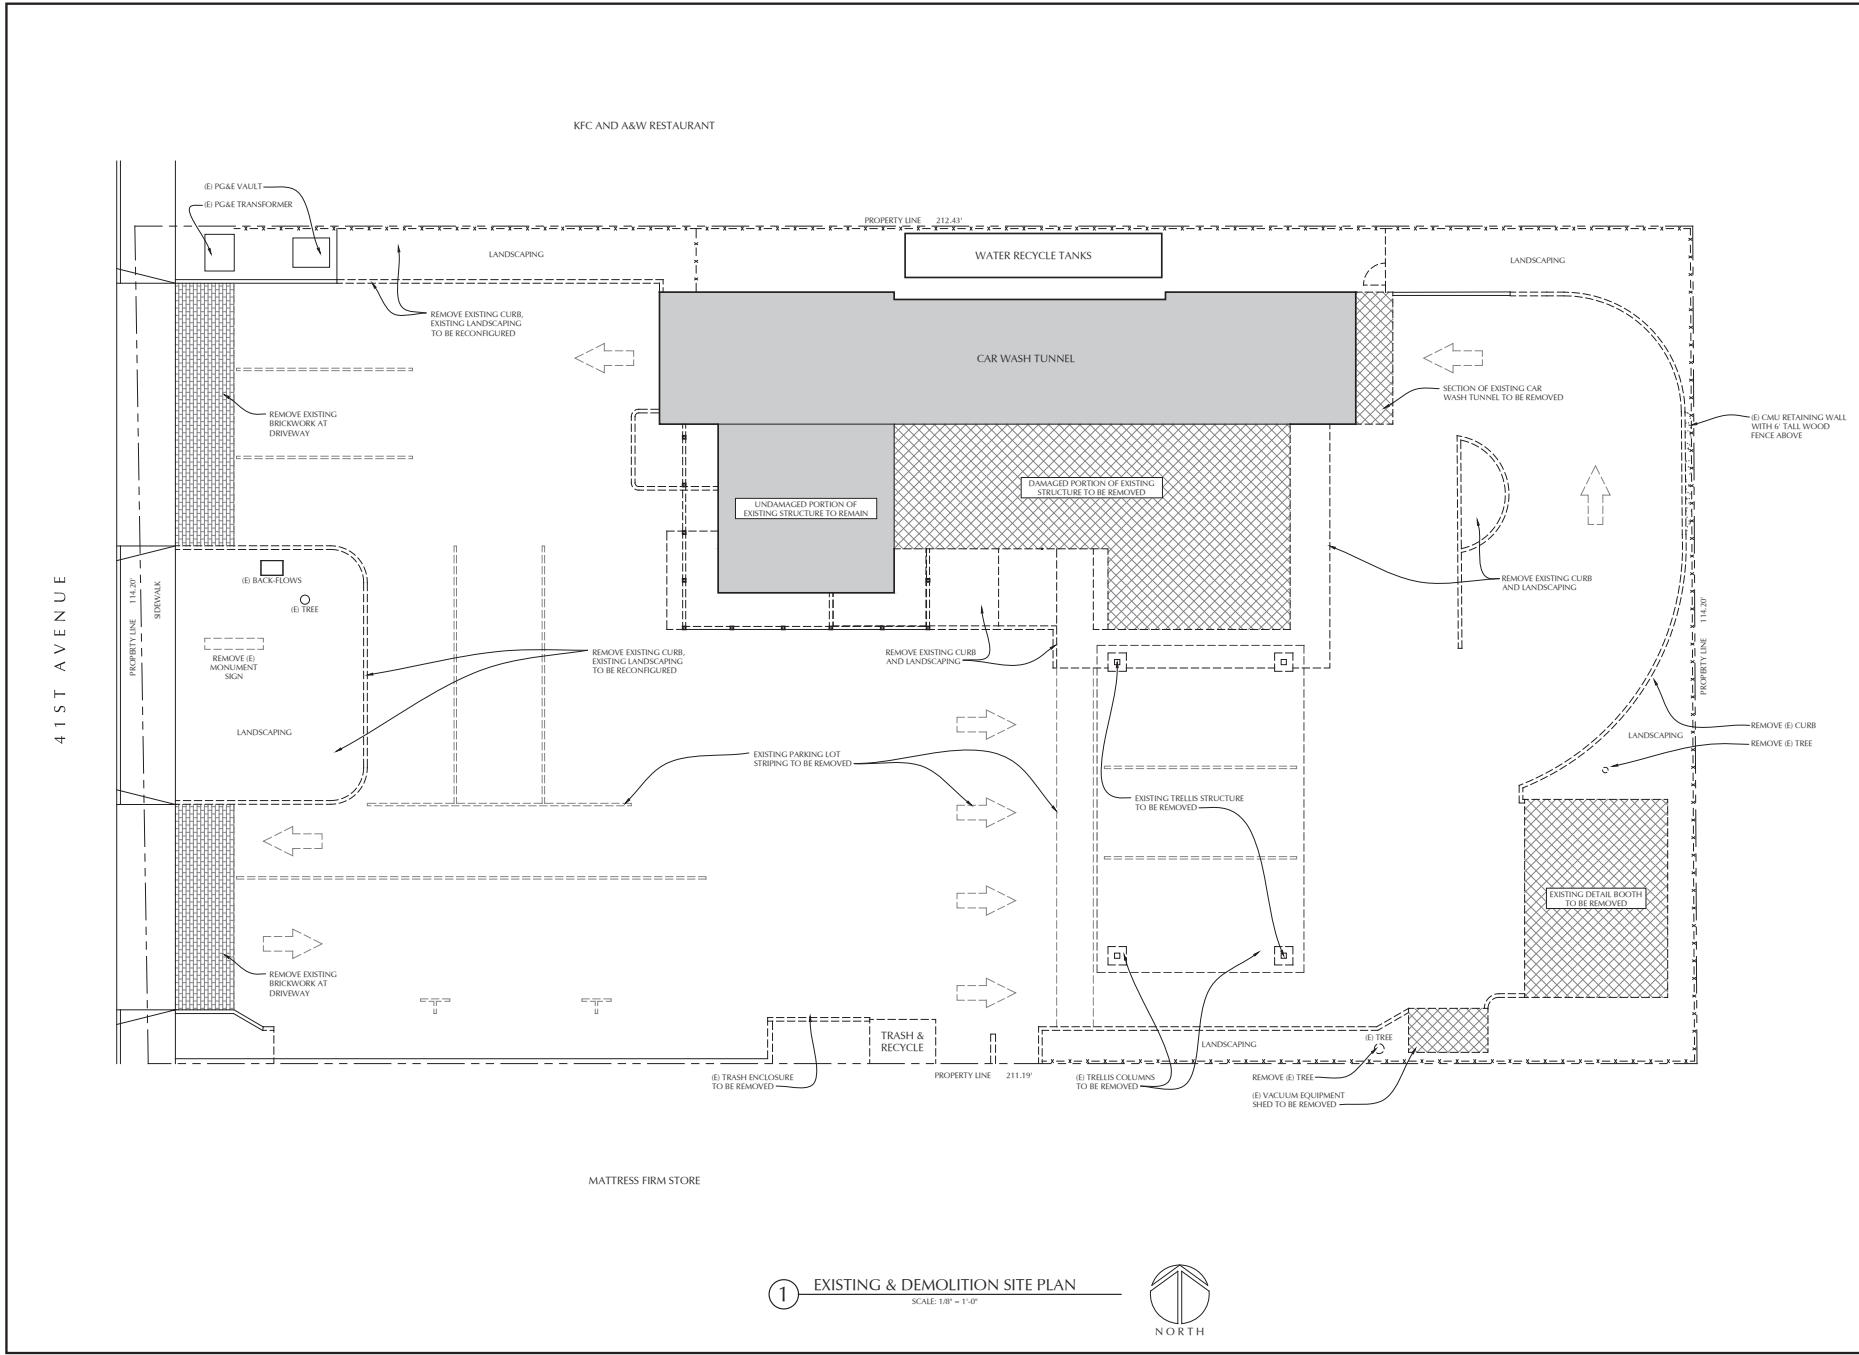 KFC AND A&W RESTAURANT
(E) PG&E VAULT
(E) PG&E TRANSFORMER
PROPERTY LINE 212.43'
LANDSCAPING
WATER RECYCLE TANKS
LANDSCAPING
REMOVE EXISTING CURB,
EXISTING LANDSCAPING
TO BE RECONFIGURED
CAR WASH TUNNEL
SECTION OF EXISTING CAR
WASH TUNNEL TO BE REMOVED
REMOVE EXISTING
BRICKWORK AT
DRIVEWAY
(E) CMU RETAINING WALL
WITH 6' TALL WOOD
FENCE ABOVE
DAMAGED PORTION OF EXISTING
STRUCTURE TO BE REMOVED
UNDAMAGED PORTION OF
EXISTING STRUCTURE TO REMAIN
41ST AVENUE
PROPERTY LINE 114.20'
SIDEWALK
(E) BACK-FLOWS
(E) TREE
REMOVE (E)
MONUMENT
SIGN
LANDSCAPING
REMOVE EXISTING CURB,
EXISTING LANDSCAPING
TO BE RECONFIGURED
REMOVE EXISTING CURB
AND LANDSCAPING
REMOVE EXISTING CURB
AND LANDSCAPING
PROPERTY LINE 114.20'
REMOVE (E) CURB
LANDSCAPING
REMOVE (E) TREE
EXISTING PARKING LOT
STRIPING TO BE REMOVED
EXISTING TRELLIS STRUCTURE
TO BE REMOVED
EXISTING DETAIL BOOTH
TO BE REMOVED
REMOVE EXISTING
BRICKWORK AT
DRIVEWAY
TRASH &
RECYCLE
LANDSCAPING
(E) TREE
(E) TRASH ENCLOSURE
TO BE REMOVED
PROPERTY LINE 211.19'
(E) TRELLIS COLUMNS
TO BE REMOVED
REMOVE (E) TREE
(E) VACUUM EQUIPMENT
SHED TO BE REMOVED
MATTRESS FIRM STORE
1
EXISTING & DEMOLITION SITE PLAN
SCALE: 1/8" = 1'-0"
NORTH